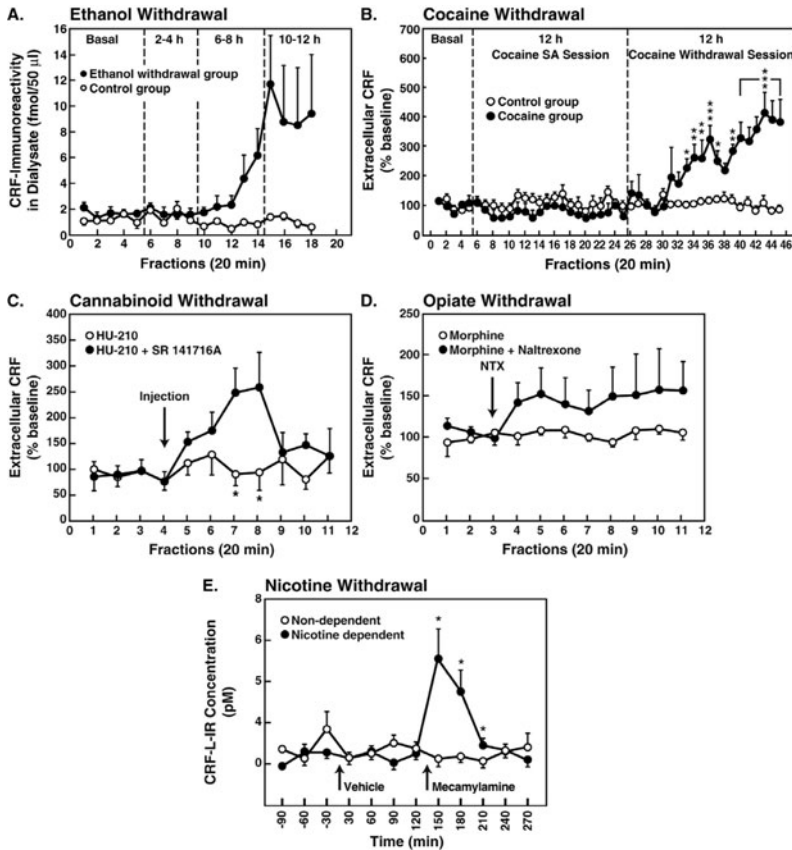 A. Ethanol Withdrawal
Basal 2-4 h 6-8 h 10-12 h
Ethanol withdrawal group
Control group
CRF-Immunoreactivity
in Dialysate (fmol/50 µl)
16
14
12
10
8
6
4
2
0
0 2 4 6 8 10 12 14 16 18 20
Fractions (20 min)
B. Cocaine Withdrawal
Basal 12 h 12 h
Cocaine SA Session Cocaine Withdrawal Session
Control group
Cocaine group
Extracellular CRF
(% baseline)
700
600
500
400
300
200
100
0
0 2 4 6 8 10 12 14 16 18 20 22 24 26 28 30 32 34 36 38 40 42 44 46
Fractions (20 min)
C. Cannabinoid Withdrawal
HU-210
HU-210 + SR 141716A
Injection
Extracellular CRF
(% baseline)
400
350
300
250
200
150
100
50
0
0 1 2 3 4 5 6 7 8 9 10 11 12
* *
Fractions (20 min)
D. Opiate Withdrawal
Morphine
Morphine + Naltrexone
NTX
Extracellular CRF
(% baseline)
250
200
150
100
50
0
0 1 2 3 4 5 6 7 8 9 10 11 12
Fractions (20 min)
E. Nicotine Withdrawal
Non-dependent
Nicotine dependent
* * *
CRF-L-IR Concentration
(pM)
8
6
4
0
Vehicle Mecamylamine
-90 -60 -30 30 60 90 120 150 180 210 240 270
Time (min)